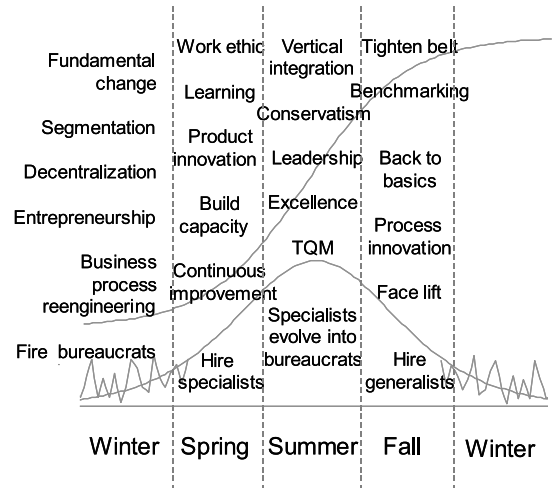 Fundamental
change
Segmentation
Decentralization
Entrepreneurship
Business
process
reengineering
Fire bureaucrats
Work ethic
Learning
Product
innovation
Build
capacity
Continuous
improvement
Hire
specialists
Vertical
integration
Conservatism
Leadership
Excellence
TQM
Specialists
evolve into
bureaucrats
Tighten belt
Benchmarking
Back to
basics
Process
innovation
Face lift
Hire
generalists
Winter
Spring
Summer
Fall
Winter